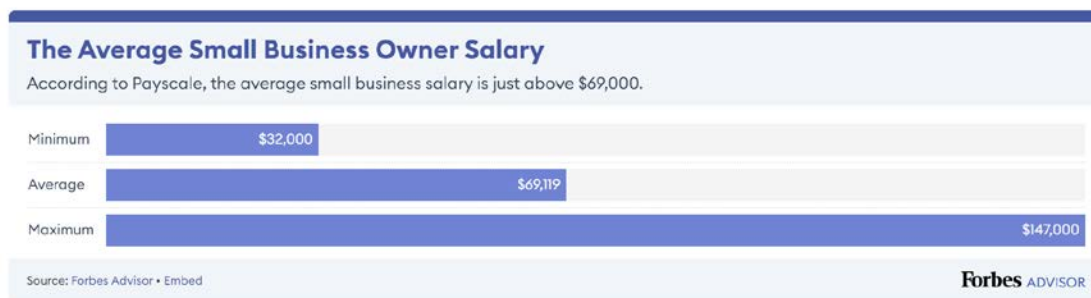 The Average Small Business Owner Salary
According to Payscale, the average small business salary is just above $69,000.
Minimum $32,000
Average $69,119
Maximum $147,000
Source: Forbes Advisor • Embed
Forbes ADVISOR